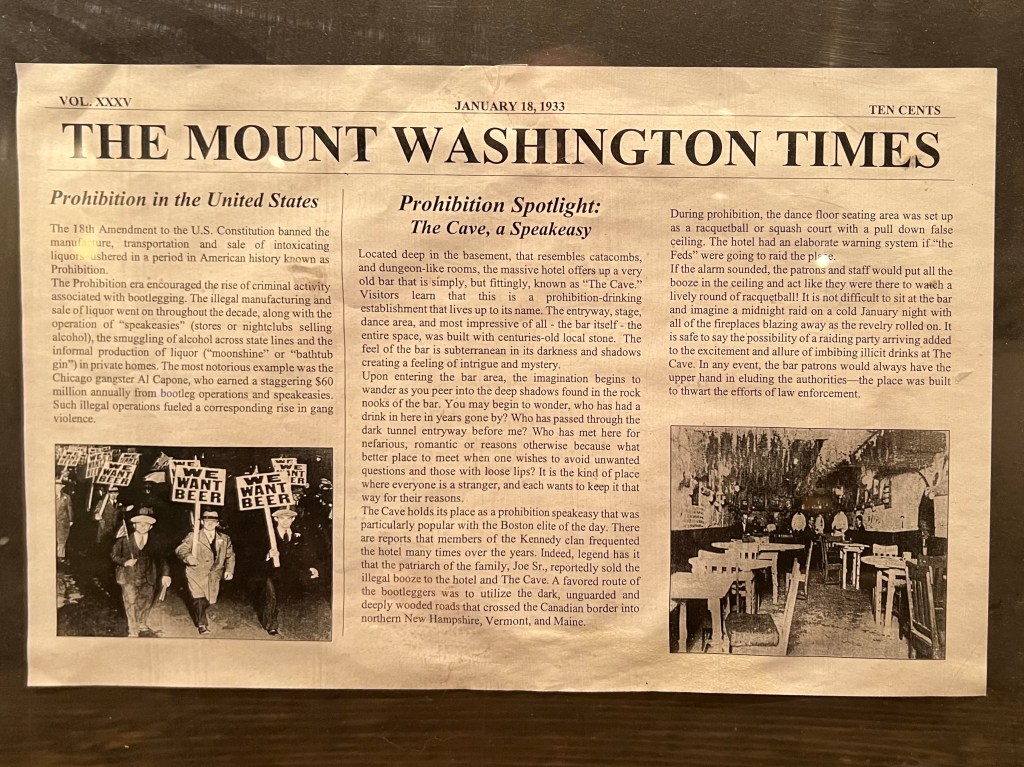 VOL. XXXV
JANUARY 18, 1933
TEN CENTS
THE MOUNT WASHINGTON TIMES
Prohibition in the United States
The 18th Amendment to the U.S. Constitution banned the
manufacture, transportation and sale of intoxicating
liquors ushered in a period in American history known as
Prohibition.
The Prohibition era encouraged the rise of criminal activity
associated with bootlegging. The illegal manufacturing and
sale of liquor went on throughout the decade, along with the
operation of “speakeasies” (stores or nightclubs selling
alcohol), the smuggling of alcohol across state lines and the
informal production of liquor (“moonshine” or “bathtub
gin”) in private homes. The most notorious example was the
Chicago gangster Al Capone, who earned a staggering $60
million annually from bootleg operations and speakeasies.
Such illegal operations fueled a corresponding rise in gang
violence.
WE
WANT
BEER
WE
WANT
BEER
WE
WANT
BEER
WE
WANT
BEER
Prohibition Spotlight:
The Cave, a Speakeasy
Located deep in the basement, that resembles catacombs,
and dungeon-like rooms, the massive hotel offers up a very
old bar that is simply, but fittingly, known as “The Cave.”
Visitors learn that this is a prohibition-drinking
establishment that lives up to its name. The entryway, stage,
dance area, and most impressive of all - the bar itself - the
entire space, was built with centuries-old local stone. The
feel of the bar is subterranean in its darkness and shadows
creating a feeling of intrigue and mystery.
Upon entering the bar area, the imagination begins to
wander as you peer into the deep shadows found in the rock
nooks of the bar. You may begin to wonder, who has had a
drink in here in years gone by? Who has passed through the
dark tunnel entryway before me? Who has met here for
nefarious, romantic or reasons otherwise because what
better place to meet when one wishes to avoid unwanted
questions and those with loose lips? It is the kind of place
where everyone is a stranger, and each wants to keep it that
way for their reasons.
The Cave holds its place as a prohibition speakeasy that was
particularly popular with the Boston elite of the day. There
are reports that members of the Kennedy clan frequented
the hotel many times over the years. Indeed, legend has it
that the patriarch of the family, Joe Sr., reportedly sold the
illegal booze to the hotel and The Cave. A favored route of
the bootleggers was to utilize the dark, unguarded and
deeply wooded roads that crossed the Canadian border into
northern New Hampshire, Vermont, and Maine.
During prohibition, the dance floor seating area was set up
as a racquetball or squash court with a pull down false
ceiling. The hotel had an elaborate warning system if “the
Feds” were going to raid the place.
If the alarm sounded, the patrons and staff would put all the
booze in the ceiling and act like they were there to watch a
lively round of racquetball! It is not difficult to sit at the bar
and imagine a midnight raid on a cold January night with
all of the fireplaces blazing away as the revelry rolled on. It
is safe to say the possibility of a raiding party arriving added
to the excitement and allure of imbibing illicit drinks at The
Cave. In any event, the bar patrons would always have the
upper hand in eluding the authorities—the place was built
to thwart the efforts of law enforcement.